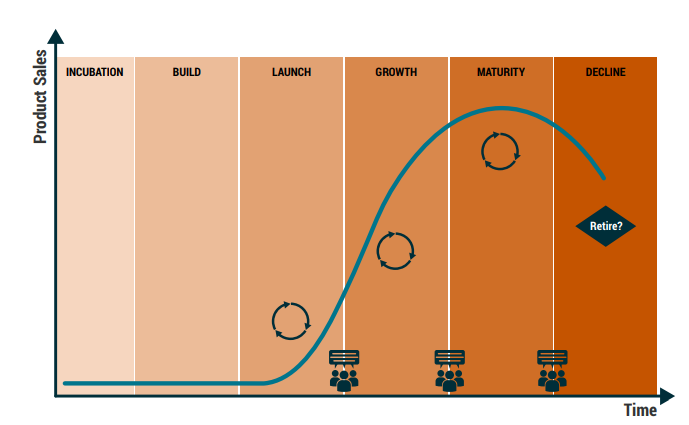 Product Sales
INCUBATION
BUILD
LAUNCH
GROWTH
MATURITY
DECLINE
Retire?
Time